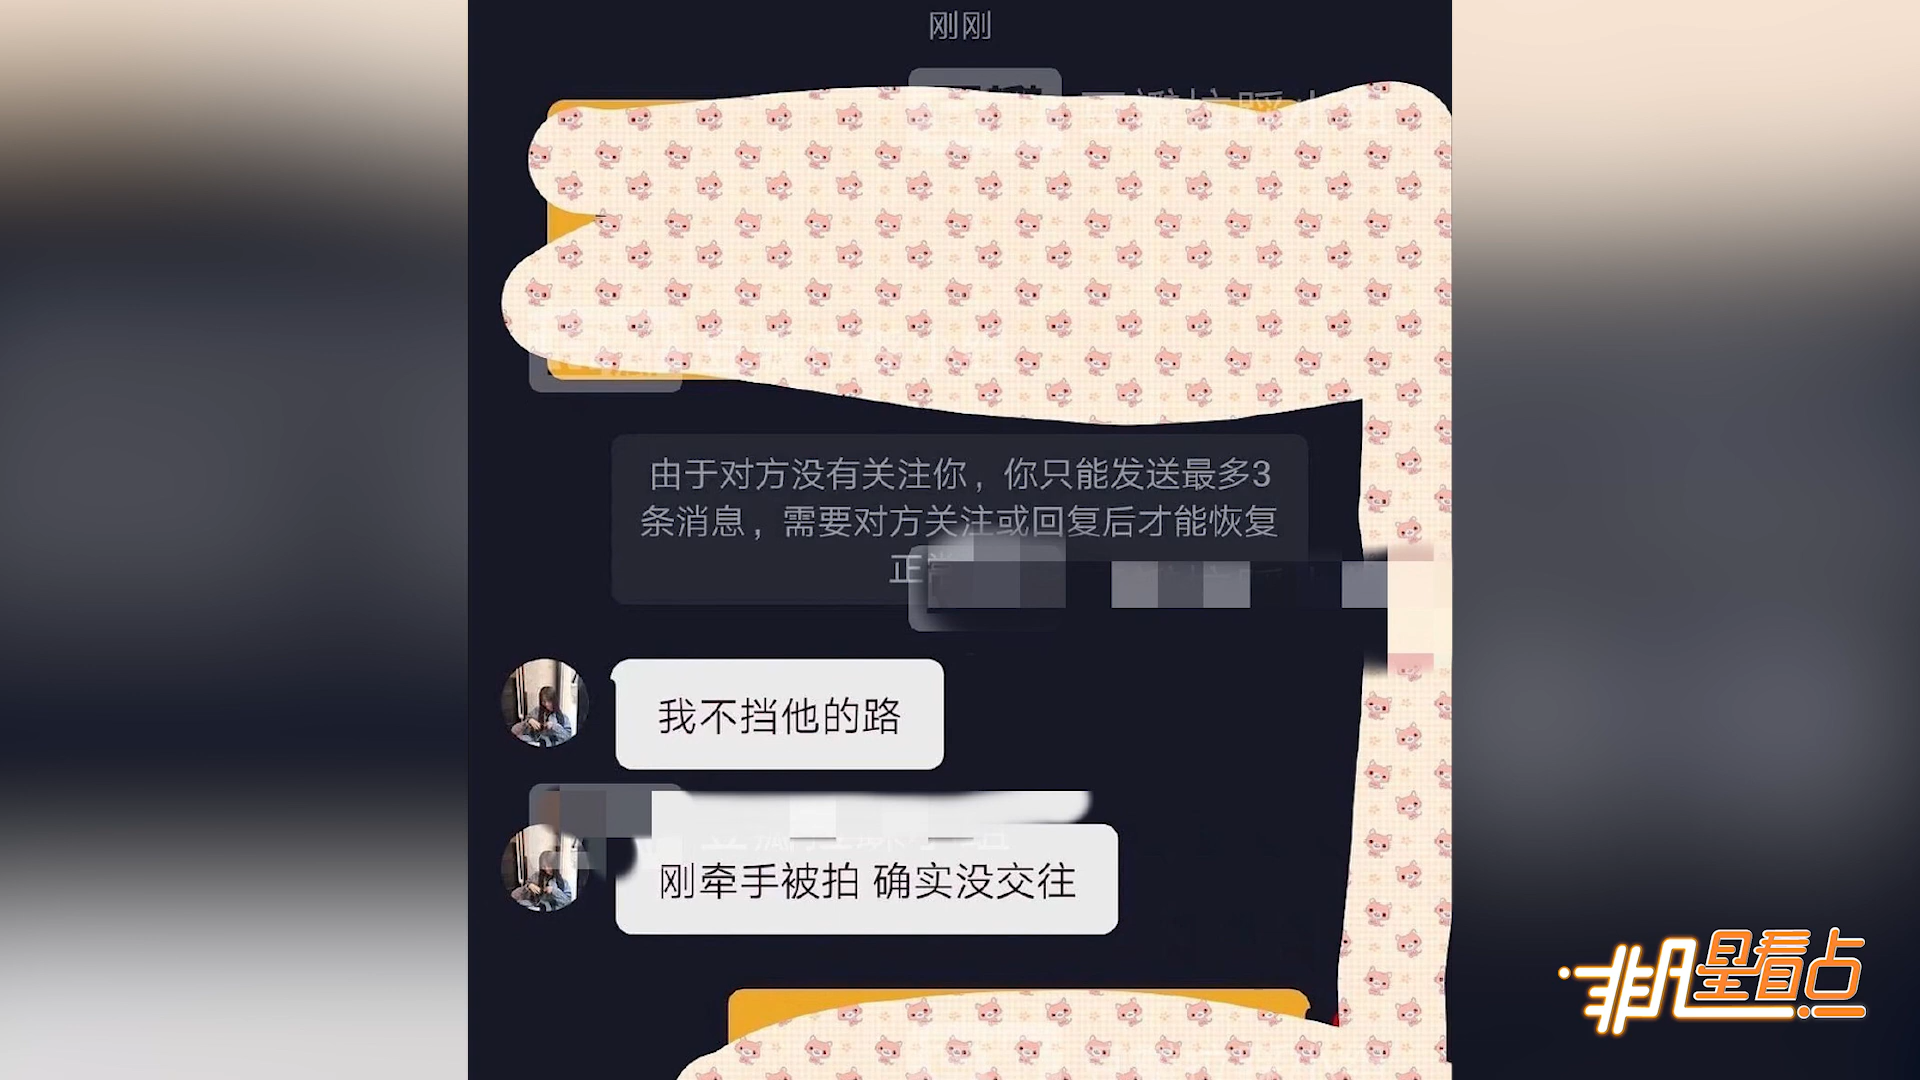 刚刚
由于对方没有关注你，你只能发送最多3
条消息，需要对方关注或回复后才能恢复
正常
我不挡他的路
刚牵手被拍 确实没交往
非凡星看点